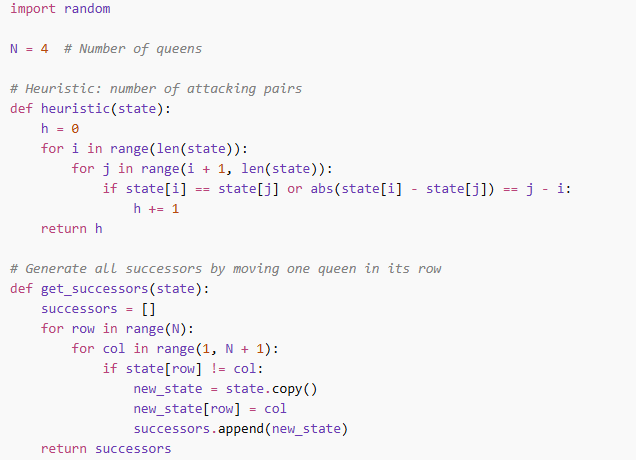 import random

N = 4  # Number of queens

# Heuristic: number of attacking pairs
def heuristic(state):
    h = 0
    for i in range(len(state)):
        for j in range(i + 1, len(state)):
            if state[i] == state[j] or abs(state[i] - state[j]) == j - i:
                h += 1
    return h

# Generate all successors by moving one queen in its row
def get_successors(state):
    successors = []
    for row in range(N):
        for col in range(1, N + 1):
            if state[row] != col:
                new_state = state.copy()
                new_state[row] = col
                successors.append(new_state)
    return successors